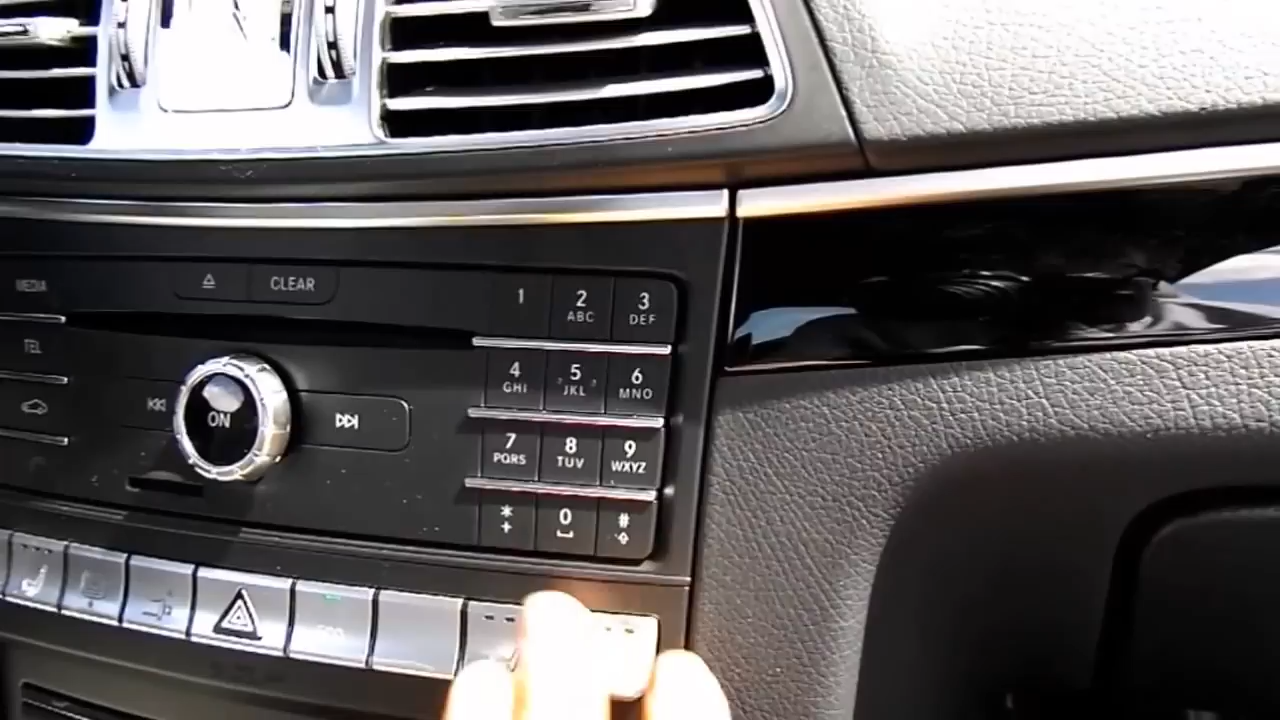 MEDIA
CLEAR
1
2
ABC
3
DEF
TEL
4
GHI
5
JKL
6
MNO
ON
7
PQRS
8
TUV
9
WXYZ
*
+
0
#
ECO